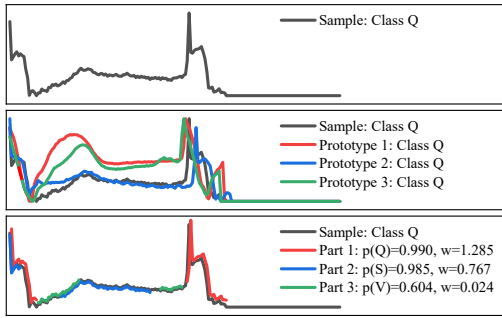 Sample: Class Q
Sample: Class Q
Prototype 1: Class Q
Prototype 2: Class Q
Prototype 3: Class Q
Sample: Class Q
Part 1: p(Q)=0.990, w=1.285
Part 2: p(S)=0.985, w=0.767
Part 3: p(V)=0.604, w=0.024